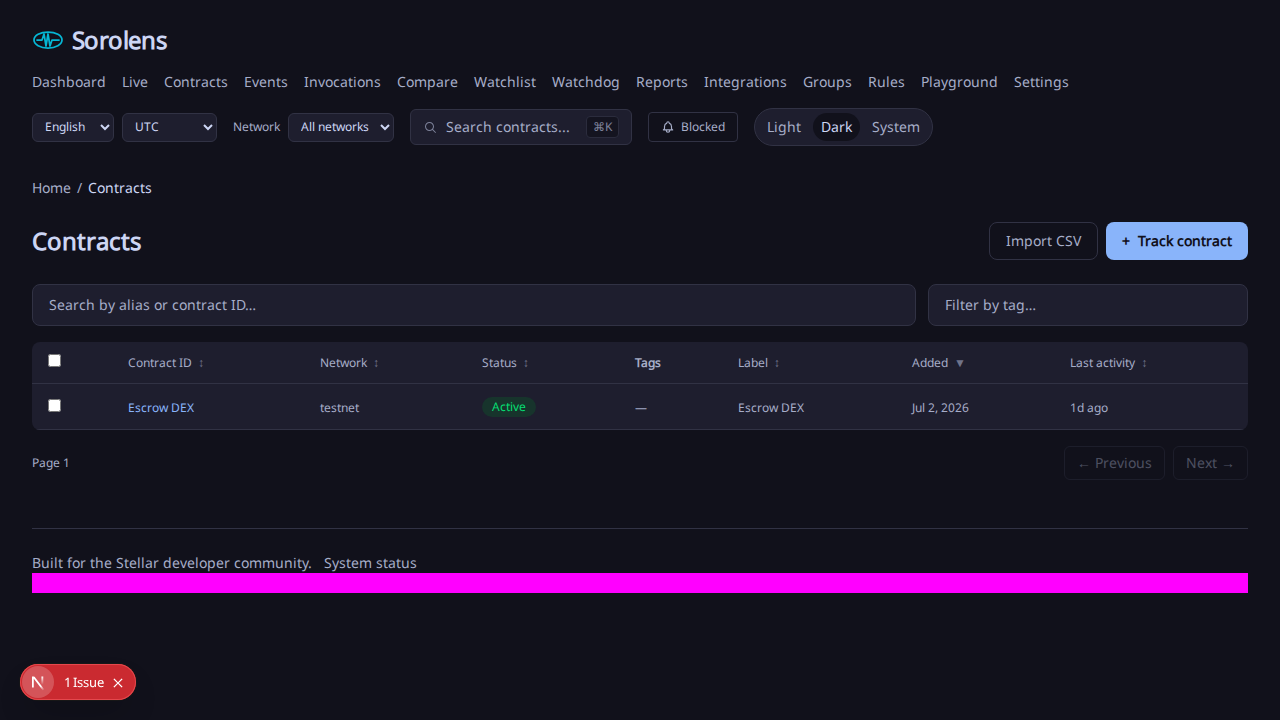 Sorolens
Dashboard Live Contracts Events Invocations Compare Watchlist Watchdog Reports Integrations Groups Rules Playground Settings
English UTC Network All networks Search contracts... ⌘K Blocked Light Dark System
Home / Contracts
Contracts
Import CSV + Track contract
Search by alias or contract ID... Filter by tag...
Contract ID ↕ Network ↕ Status ↕ Tags Label ↕ Added ▼ Last activity ↕
Escrow DEX testnet Active — Escrow DEX Jul 2, 2026 1d ago
Page 1 ← Previous Next →
Built for the Stellar developer community. System status
N 1 Issue ×